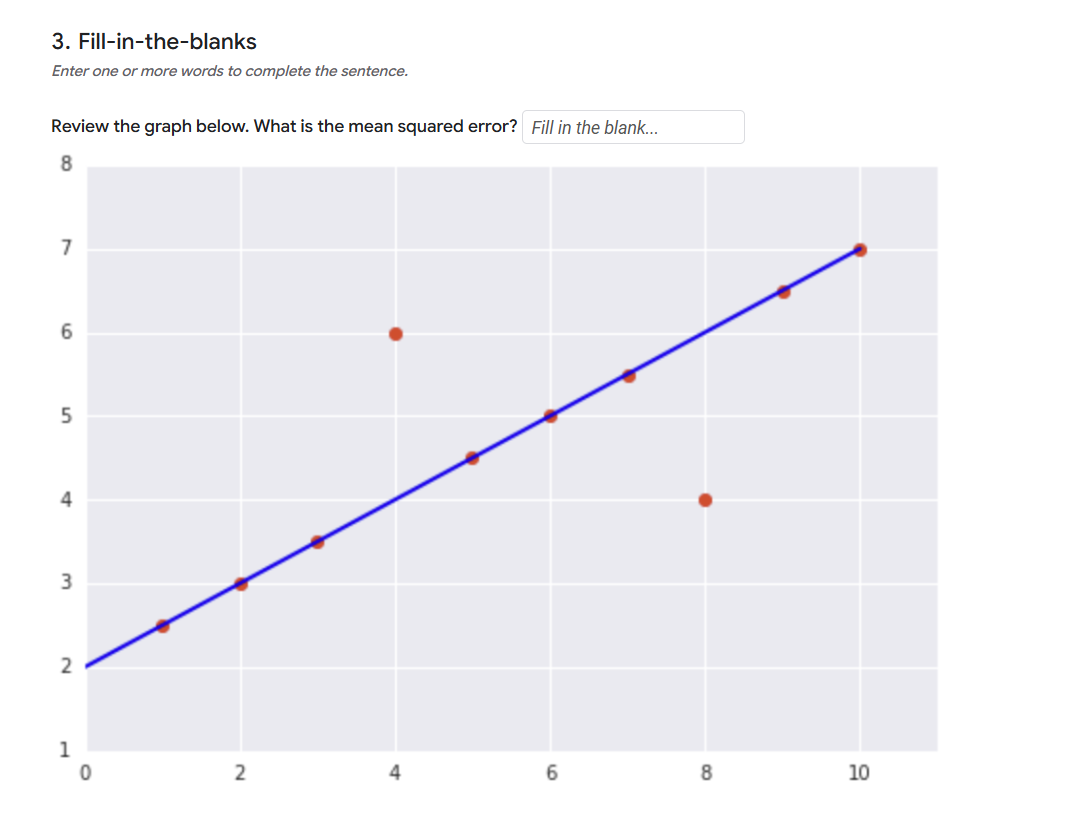 3. Fill-in-the-blanks
Enter one or more words to complete the sentence.
Review the graph below. What is the mean squared error? Fill in the blank...
8
7
6
5
4
3
2
1
0 2 4 6 8 10